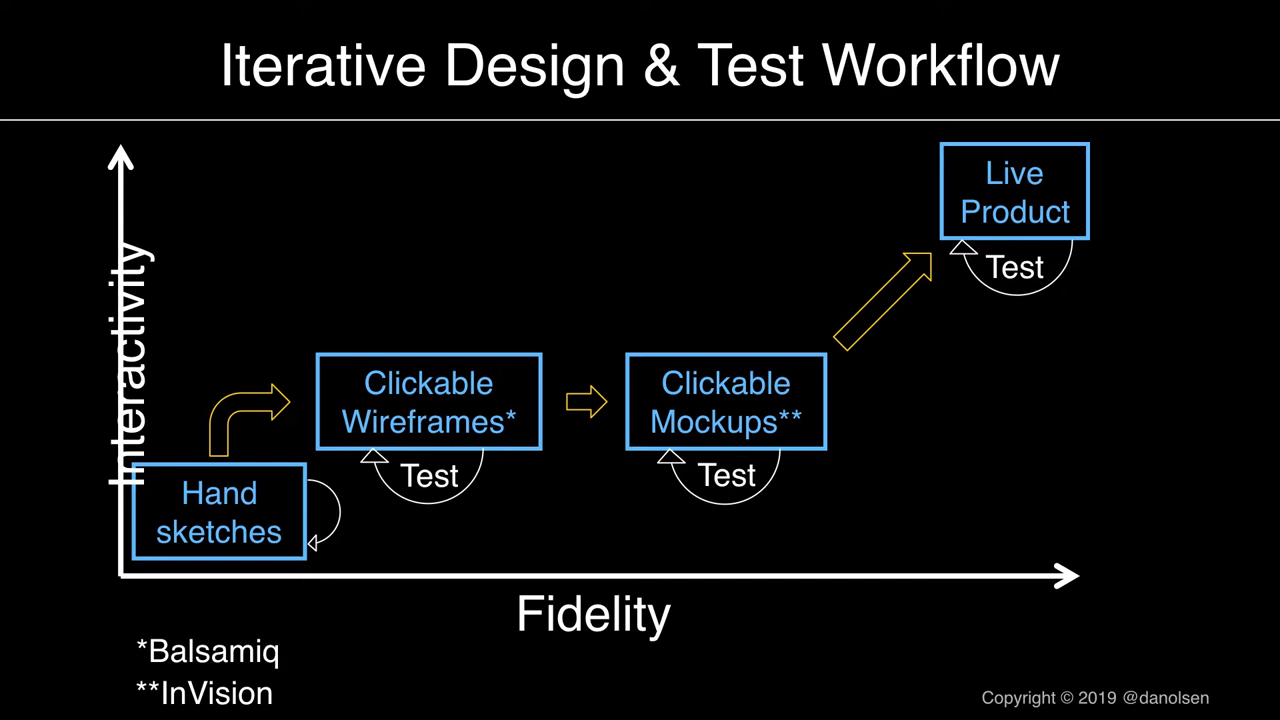 Iterative Design & Test Workflow
Interactivity
Live
Product
Test
Clickable
Wireframes*
Test
Clickable
Mockups**
Test
Hand
sketches
Fidelity
*Balsamiq
**InVision
Copyright © 2019 @danolsen